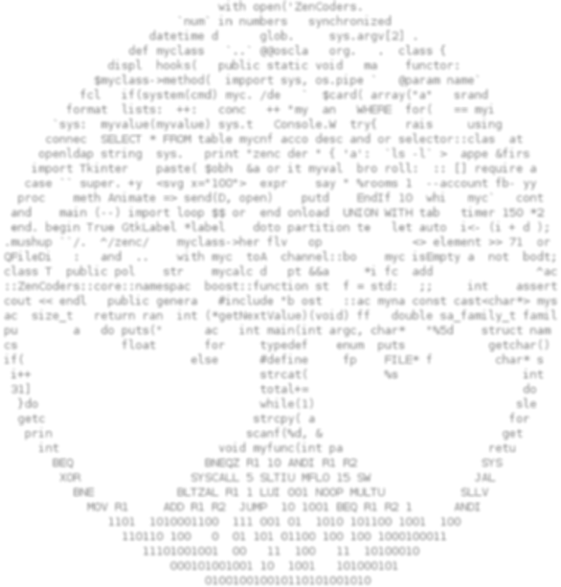 with open('ZenCoders.
`num` in numbers synchronized
datetime d glob. sys.argv[2] .
def myclass `..` @@oscla org. . class {
displ hooks( public static void ma functor:
$myclass->method( impport sys, os.pipe ` @param name`
fcl if(system(cmd) myc. /de ` $card( array("a" srand
format lists: ++: conc ++ "my an WHERE for( == myi
`sys: myvalue(myvalue) sys.t Console.W try{ rais using
connec SELECT * FROM table mycnf acco desc and or selector::clas at
openldap string sys. print "zenc der " { 'a': `ls -l` > appe &firs
import Tkinter paste( $obh &a or it myval bro roll: :: [] require a
case `` super. +y <svg x="100"> expr say " %rooms 1 --account fb- yy
proc meth Animate => send(D, open) putd EndIf 10 whi myc` cont
and main (--) import loop $$ or end onload UNION WITH tab timer 150 *2
end. begin True GtkLabel *label doto partition te let auto i<- (i + d );
.mushup ``/. ^/zenc/ myclass->her flv op <> element >> 71 or
QFileDi : and .. with myc toA channel::bo myc isEmpty a not bodt;
class T public pol str mycalc d pt &&a *i fc add ^ac
::ZenCoders::core::namespac boost::function st f = std: ;; int assert
cout << endl public genera #include "b ost ::ac myna const cast<char*> mys
ac size_t return ran int (*getNextValue)(void) ff double sa_family_t famil
pu a do puts(" ac int main(int argc, char* "%5d struct nam
cs float for typedef enum puts getchar()
if( else #define fp FILE* f char* s
i++ strcat( %s int
31] total+= do
}do while(1) sle
getc strcpy( a for
prin scanf(%d, & get
int void myfunc(int pa retu
BEQ BNEQZ R1 10 ANDI R1 R2 SYS
XOR SYSCALL 5 SLTIU MFLO 15 SW JAL
BNE BLTZAL R1 1 LUI 001 NOOP MULTU SLLV
MOV R1 ADD R1 R2 JUMP 10 1001 BEQ R1 R2 1 ANDI
1101 1010001100 111 001 01 1010 101100 1001 100
110110 100 0 01 101 01100 100 100 1000100011
11101001001 00 11 100 11 10100010
000101001001 10 1001 101000101
010010010010110101001010